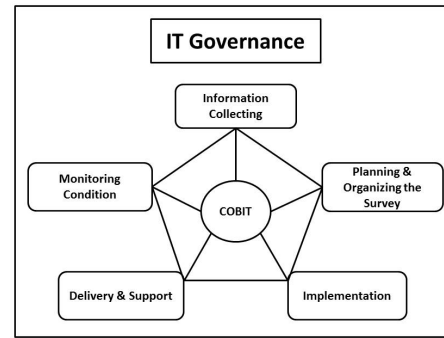 IT Governance
Information
Collecting
Monitoring
Condition
Planning &
Organizing the
Survey
COBIT
Delivery & Support
Implementation